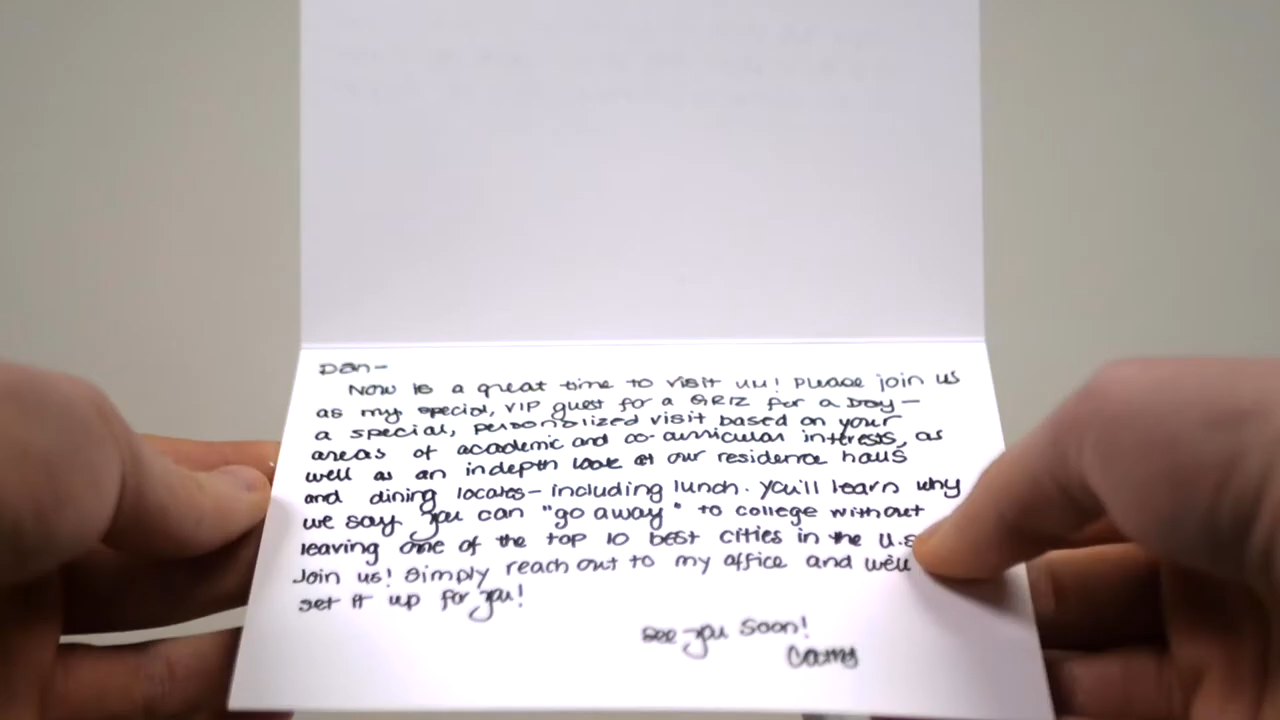 Dan-
Now is a great time to visit UM! Please join us
as my special, VIP guest for a GRIZ for a Day-
a special, personalized visit based on your
areas of academic and co-curricular interests, as
well as an indepth look at our residence halls
and dining locales- including lunch. You'll learn why
we say you can "go away" to college without
leaving one of the top 10 best cities in the U.S
Join us! Simply reach out to my office and we'll
set it up for you!
See you soon!
Cathy